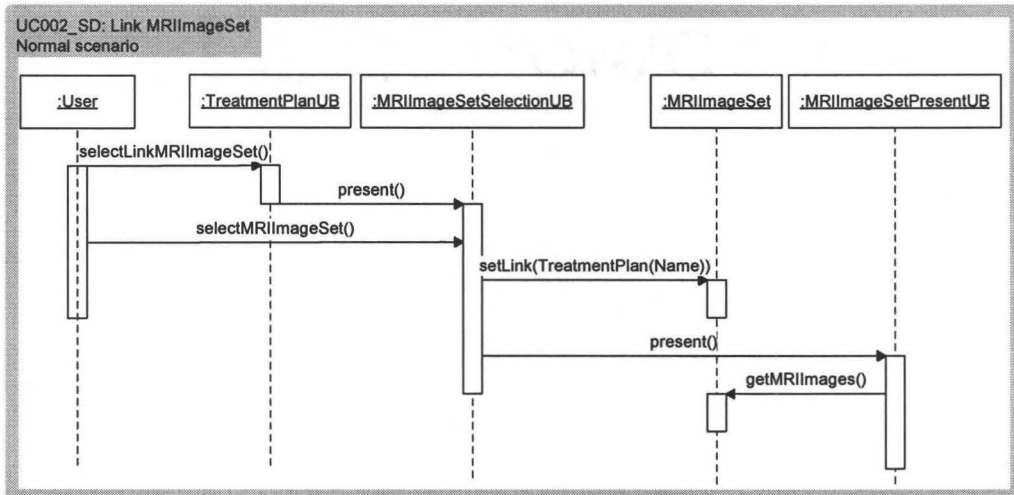 UC002_SD: Link MRIImageSet
Normal scenario
:User
:TreatmentPlanUB
:MRIImageSetSelectionUB
:MRIImageSet
:MRIImageSetPresentUB
selectLinkMRIImageSet()
present()
selectMRIImageSet()
setLink(TreatmentPlan(Name))
present()
getMRIImages()